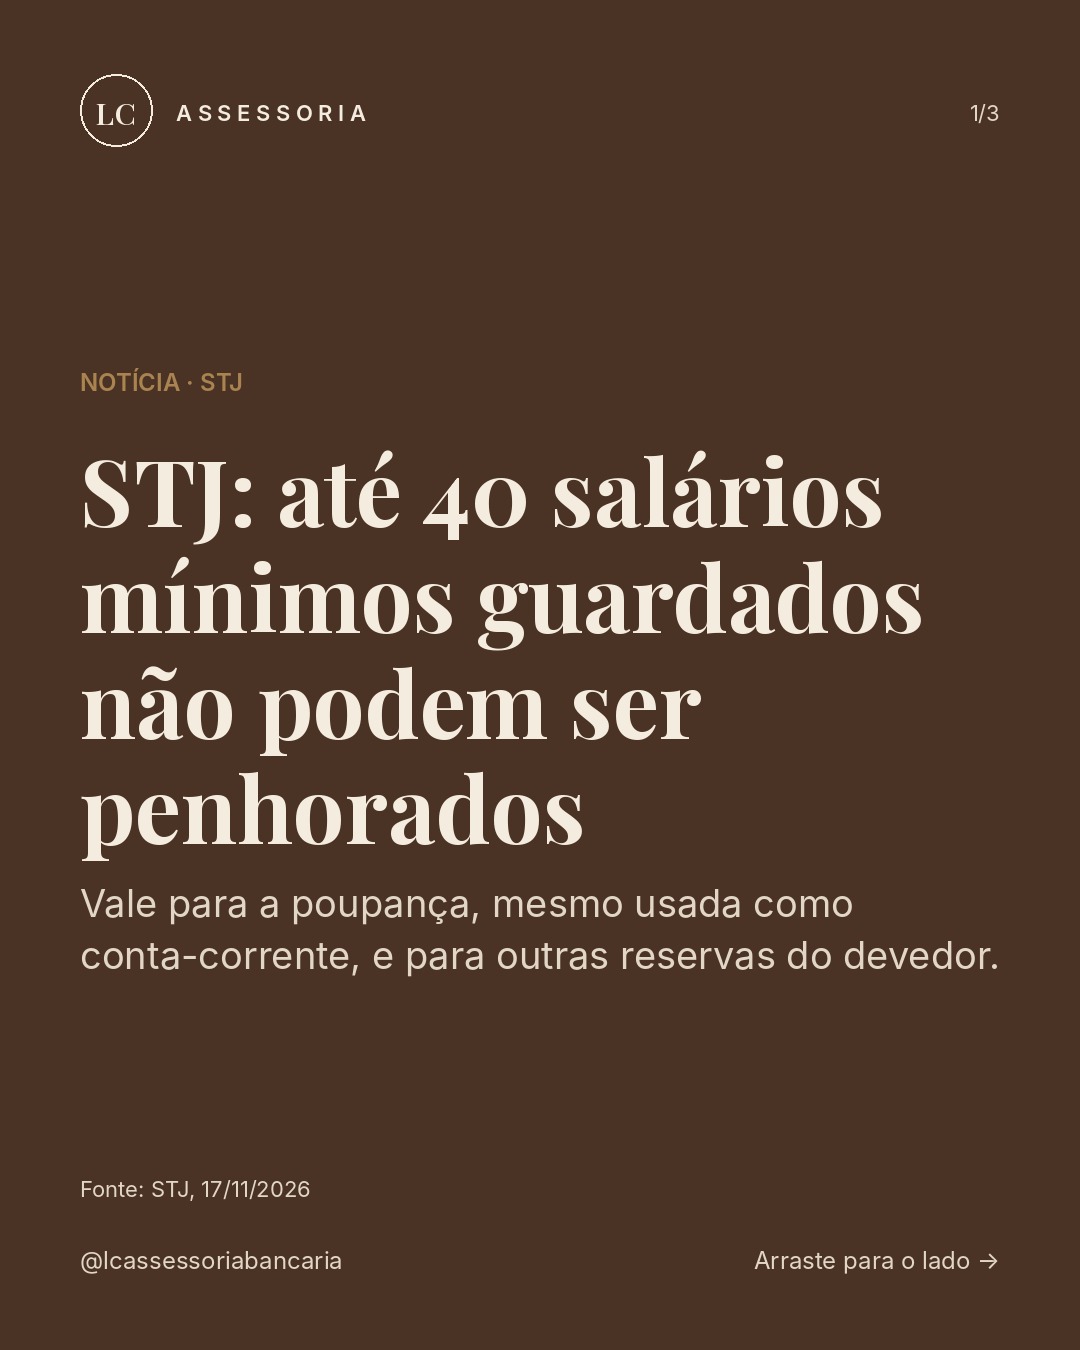 LC ASSESSORIA
1/3
NOTÍCIA · STJ
STJ: até 40 salários
mínimos guardados
não podem ser
penhorados
Vale para a poupança, mesmo usada como
conta-corrente, e para outras reservas do devedor.
Fonte: STJ, 17/11/2026
@lcassessoriabancaria
Arraste para o lado →